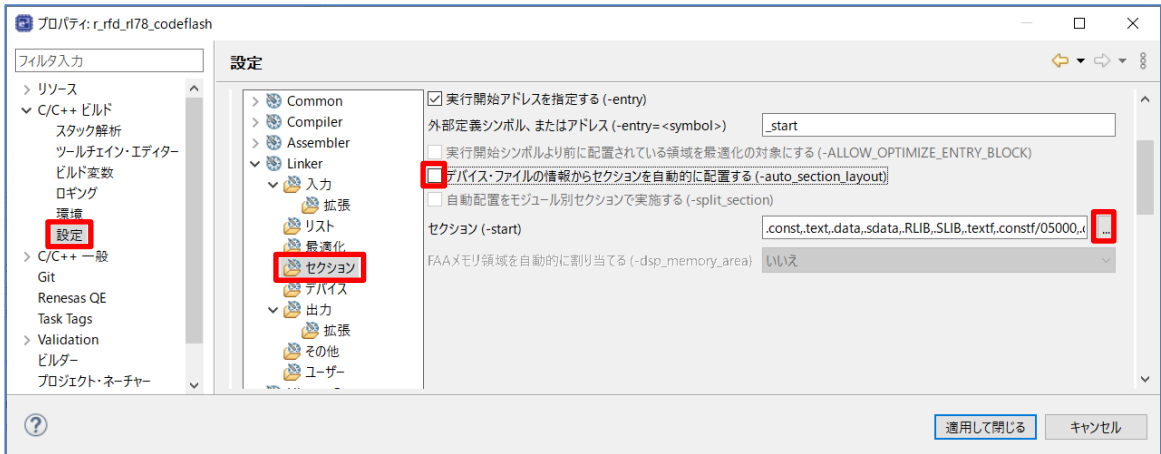 プロパティ: r_rfd_rl78_codeflash
フィルタ入力
リソース
C/C++ ビルド
スタック解析
ツールチェイン・エディター
ビルド変数
ロギング
環境
設定
C/C++ 一般
Git
Renesas QE
Task Tags
Validation
ビルダー
プロジェクト・ネーチャー
設定
Common
Compiler
Assembler
Linker
入力
拡張
リスト
最適化
セクション
デバイス
出力
拡張
その他
ユーザー
実行開始アドレスを指定する (-entry)
外部定義シンボル、またはアドレス (-entry=<symbol>) _start
実行開始シンボルより前に配置されている領域を最適化の対象にする (-ALLOW_OPTIMIZE_ENTRY_BLOCK)
デバイス・ファイルの情報からセクションを自動的に配置する (-auto_section_layout)
自動配置をモジュール別セクションで実施する (-split_section)
セクション (-start) .const,.text,.data,.sdata,.RLIB,.SLIB,.textf,.constf/05000,. ...
FAAメモリ領域を自動的に割り当てる (-dsp_memory_area) いいえ
適用して閉じる キャンセル